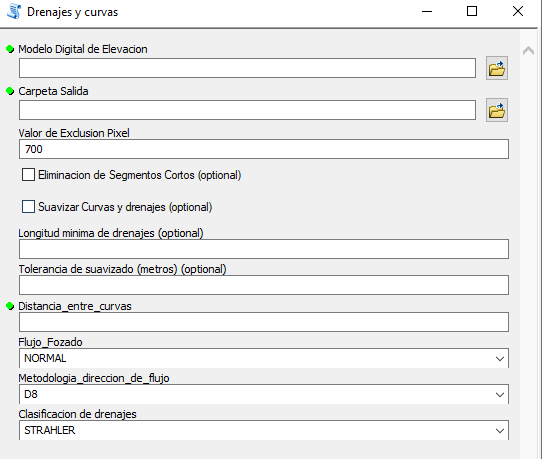 Drenajes y curvas
Modelo Digital de Elevacion
Carpeta Salida
Valor de Exclusion Pixel
700
Eliminacion de Segmentos Cortos (optional)
Suavizar Curvas y drenajes (optional)
Longitud minima de drenajes (optional)
Tolerancia de suavizado (metros) (optional)
Distancia_entre_curvas
Flujo_Fozado
NORMAL
Metodologia_direccion_de_flujo
D8
Clasificacion de drenajes
STRAHLER